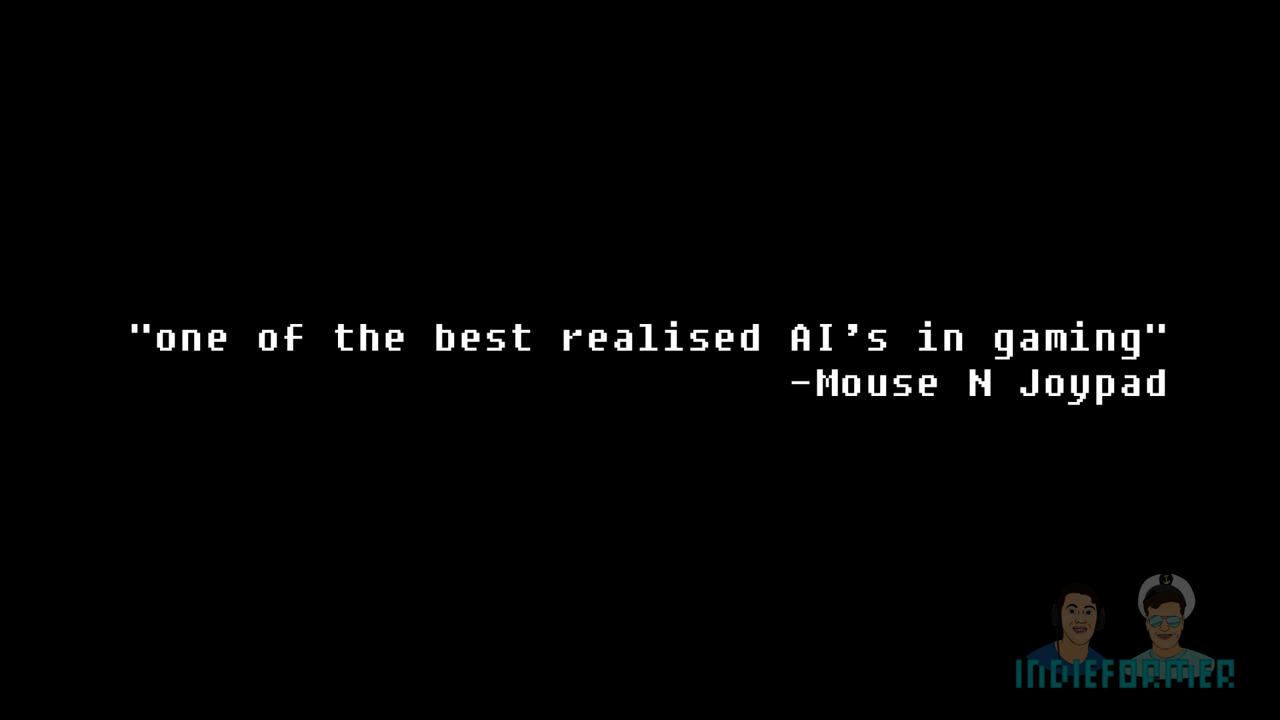 "one of the best realised AI's in gaming"
-Mouse N Joypad
INDIEFORMER